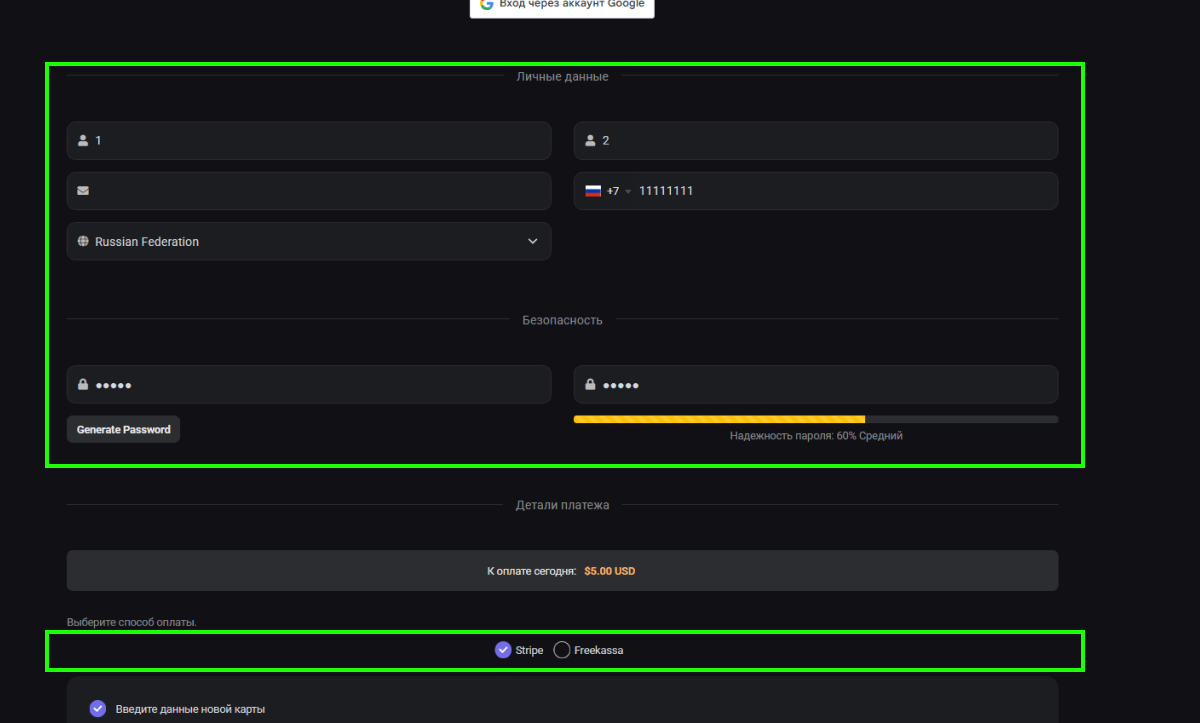 Вход через аккаунт Google
Личные данные
1
2
+7 11111111
Russian Federation
Безопасность
●●●●●
●●●●●
Generate Password
Надежность пароля: 60% Средний
Детали платежа
К оплате сегодня: $5.00 USD
Выберите способ оплаты.
Stripe Freekassa
Введите данные новой карты